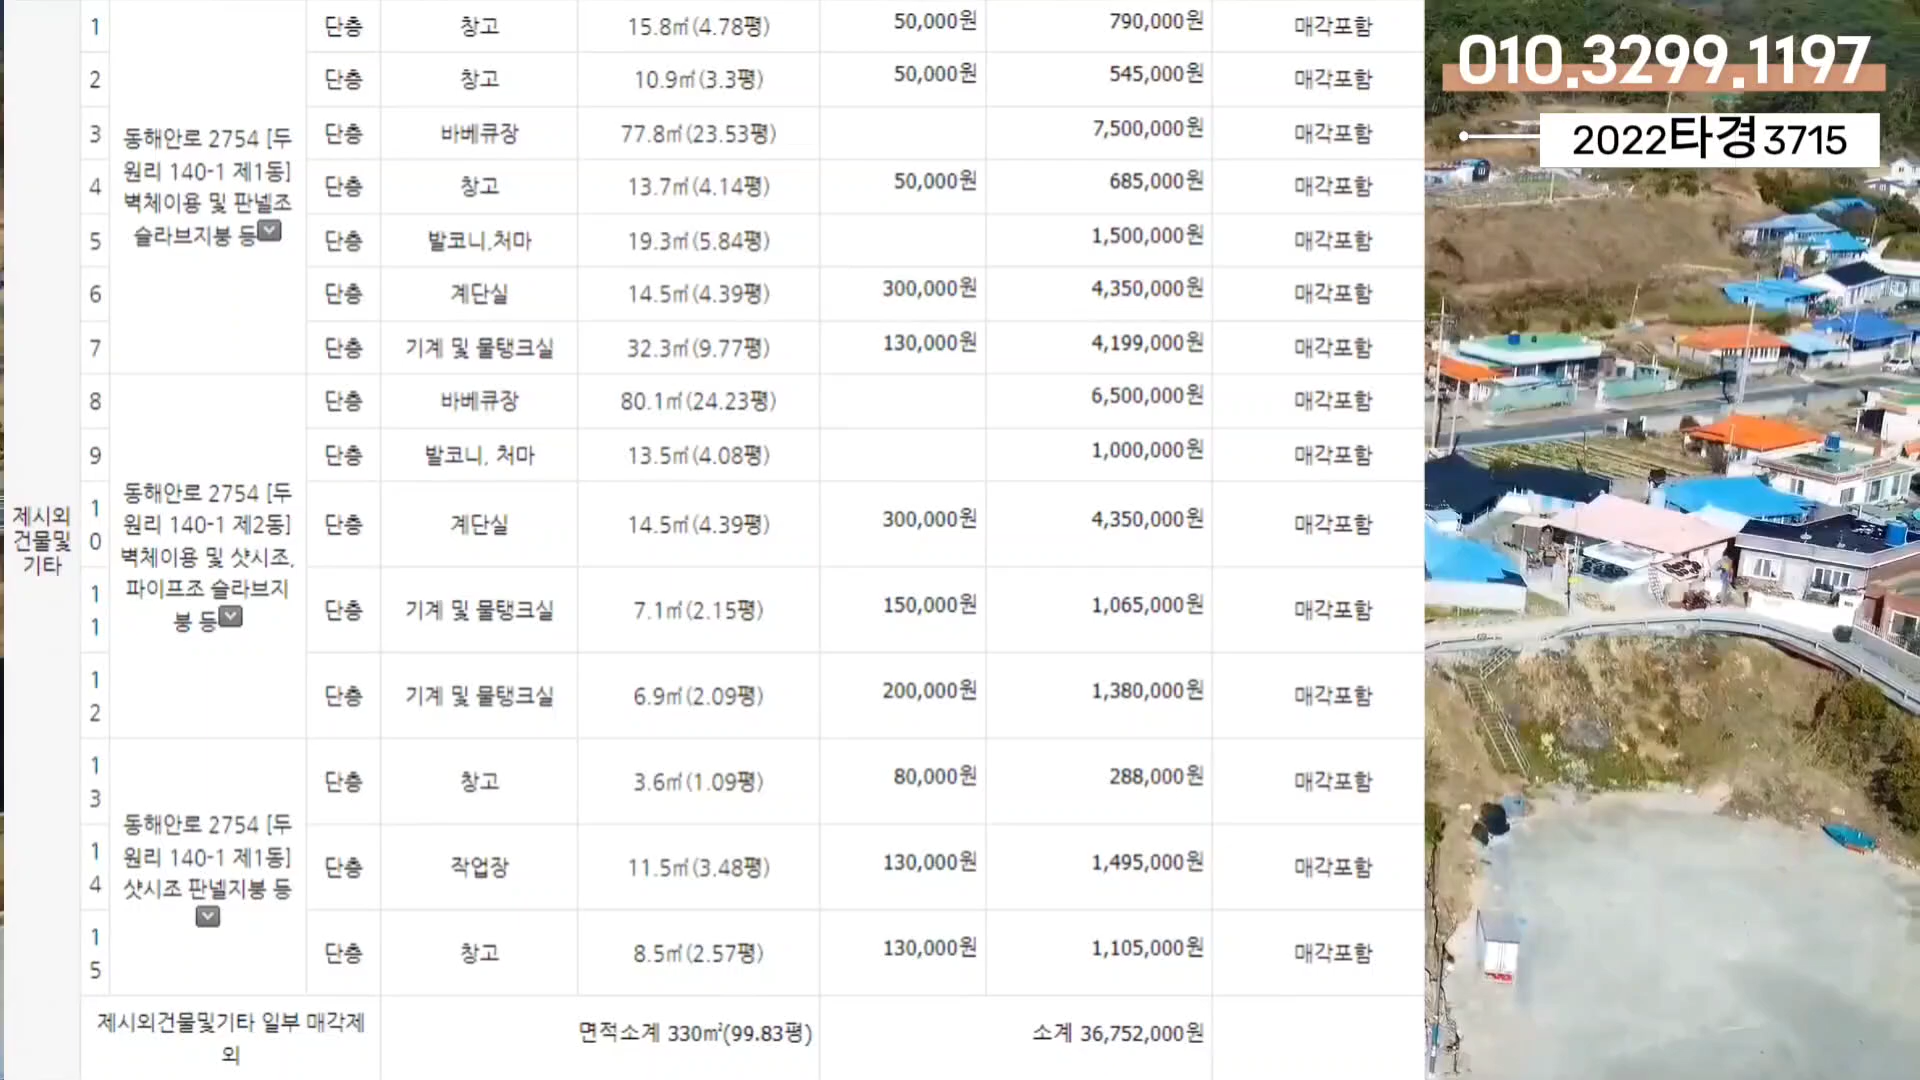 010.3299.1197
2022타경3715
제시외
건물및
기타
1 단층 창고 15.8㎡(4.78평) 50,000원 790,000원 매각포함
2 단층 창고 10.9㎡(3.3평) 50,000원 545,000원 매각포함
3 단층 바베큐장 77.8㎡(23.53평) 7,500,000원 매각포함
4 단층 창고 13.7㎡(4.14평) 50,000원 685,000원 매각포함
5 단층 발코니,처마 19.3㎡(5.84평) 1,500,000원 매각포함
6 단층 계단실 14.5㎡(4.39평) 300,000원 4,350,000원 매각포함
7 단층 기계 및 물탱크실 32.3㎡(9.77평) 130,000원 4,199,000원 매각포함
동해안로 2754 [두
원리 140-1 제1동]
벽체이용 및 판넬조
슬라브지붕 등
8 단층 바베큐장 80.1㎡(24.23평) 6,500,000원 매각포함
9 단층 발코니, 처마 13.5㎡(4.08평) 1,000,000원 매각포함
10 단층 계단실 14.5㎡(4.39평) 300,000원 4,350,000원 매각포함
11 단층 기계 및 물탱크실 7.1㎡(2.15평) 150,000원 1,065,000원 매각포함
12 단층 기계 및 물탱크실 6.9㎡(2.09평) 200,000원 1,380,000원 매각포함
동해안로 2754 [두
원리 140-1 제2동]
벽체이용 및 샷시조,
파이프조 슬라브지
붕 등
13 단층 창고 3.6㎡(1.09평) 80,000원 288,000원 매각포함
14 단층 작업장 11.5㎡(3.48평) 130,000원 1,495,000원 매각포함
15 단층 창고 8.5㎡(2.57평) 130,000원 1,105,000원 매각포함
동해안로 2754 [두
원리 140-1 제1동]
샷시조 판넬지붕 등
제시외건물및기타 일부 매각제
외
면적소계 330㎡(99.83평) 소계 36,752,000원